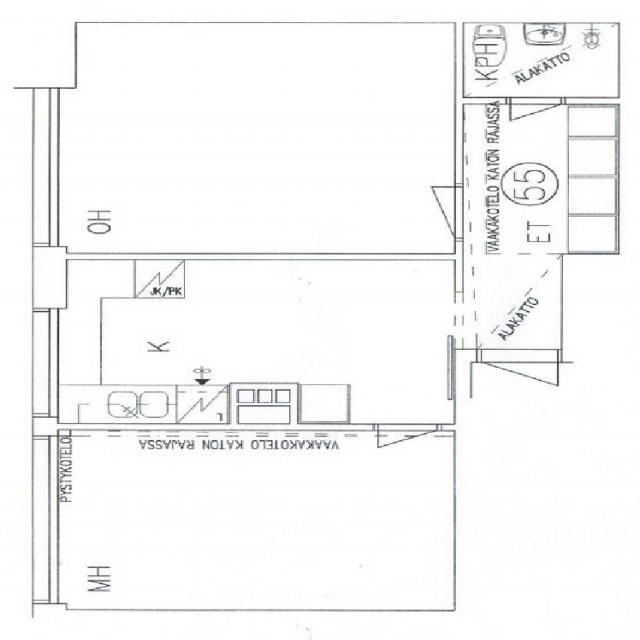 KPH
ALAKATTO
VAAKAKOTELO KATON RAJASSA
55
ET
OH
ALAKATTO
JK/PK
K
L
VAAKAKOTELO KATON RAJASSA
PYSTYKOTELO
MH